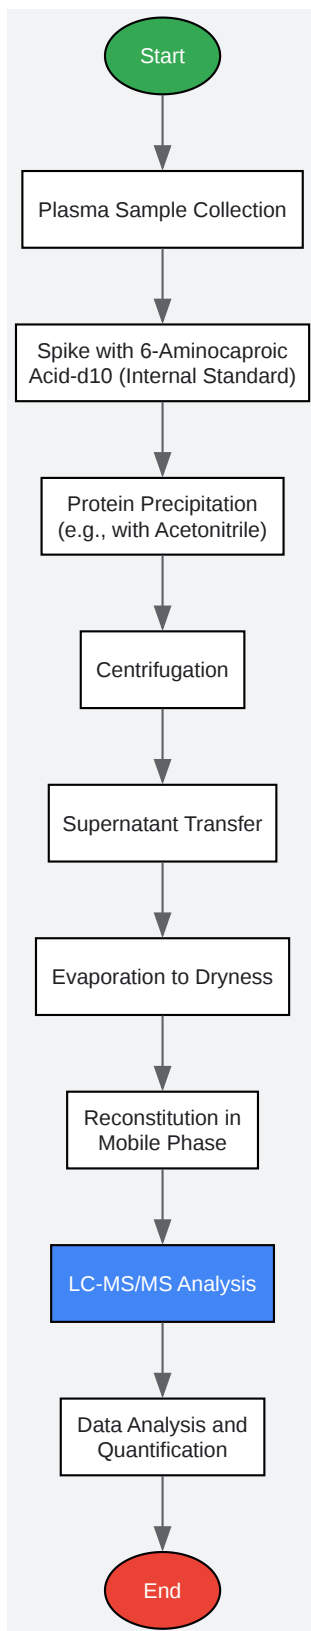 Start
Plasma Sample Collection
Spike with 6-Aminocaproic
Acid-d10 (Internal Standard)
Protein Precipitation
(e.g., with Acetonitrile)
Centrifugation
Supernatant Transfer
Evaporation to Dryness
Reconstitution in
Mobile Phase
LC-MS/MS Analysis
Data Analysis and
Quantification
End